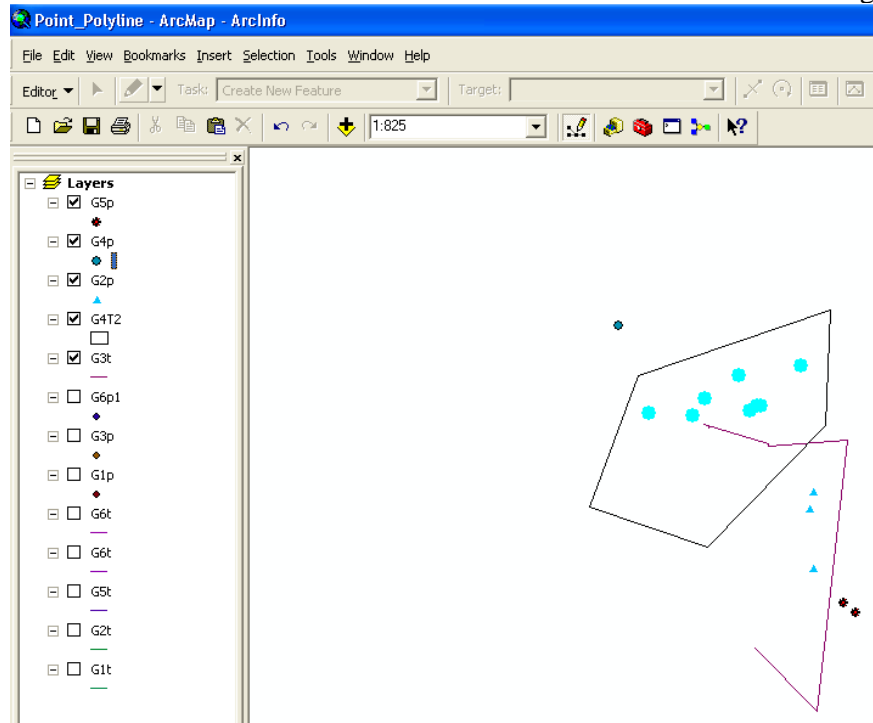 Point_Polyline - ArcMap - ArcInfo
File Edit View Bookmarks Insert Selection Tools Window Help
Editor Task: Create New Feature Target:
1:825
Layers
G5p
G4p
G2p
G4T2
G3t
G6p1
G3p
G1p
G6t
G6t
G5t
G2t
G1t